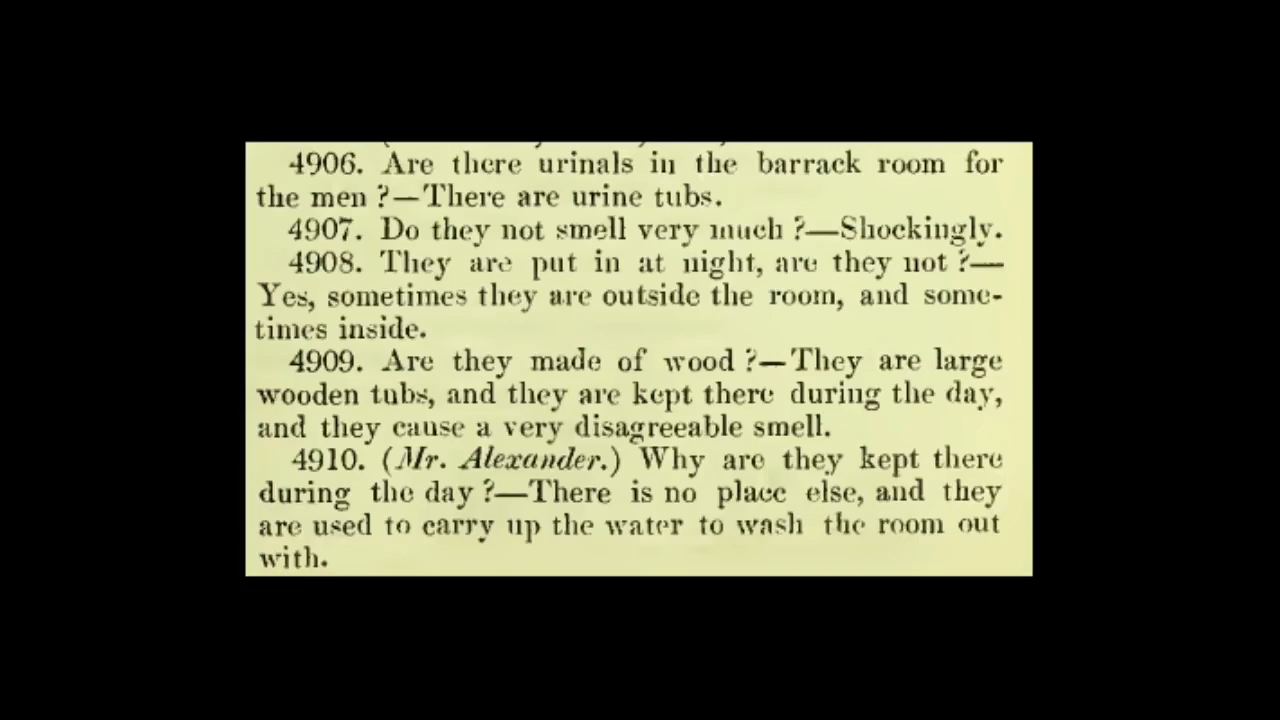 4906. Are there urinals in the barrack room for
the men ?—There are urine tubs.
4907. Do they not smell very much ?—Shockingly.
4908. They are put in at night, are they not ?—
Yes, sometimes they are outside the room, and some-
times inside.
4909. Are they made of wood ?—They are large
wooden tubs, and they are kept there during the day,
and they cause a very disagreeable smell.
4910. (Mr. Alexander.) Why are they kept there
during the day ?—There is no place else, and they
are used to carry up the water to wash the room out
with.